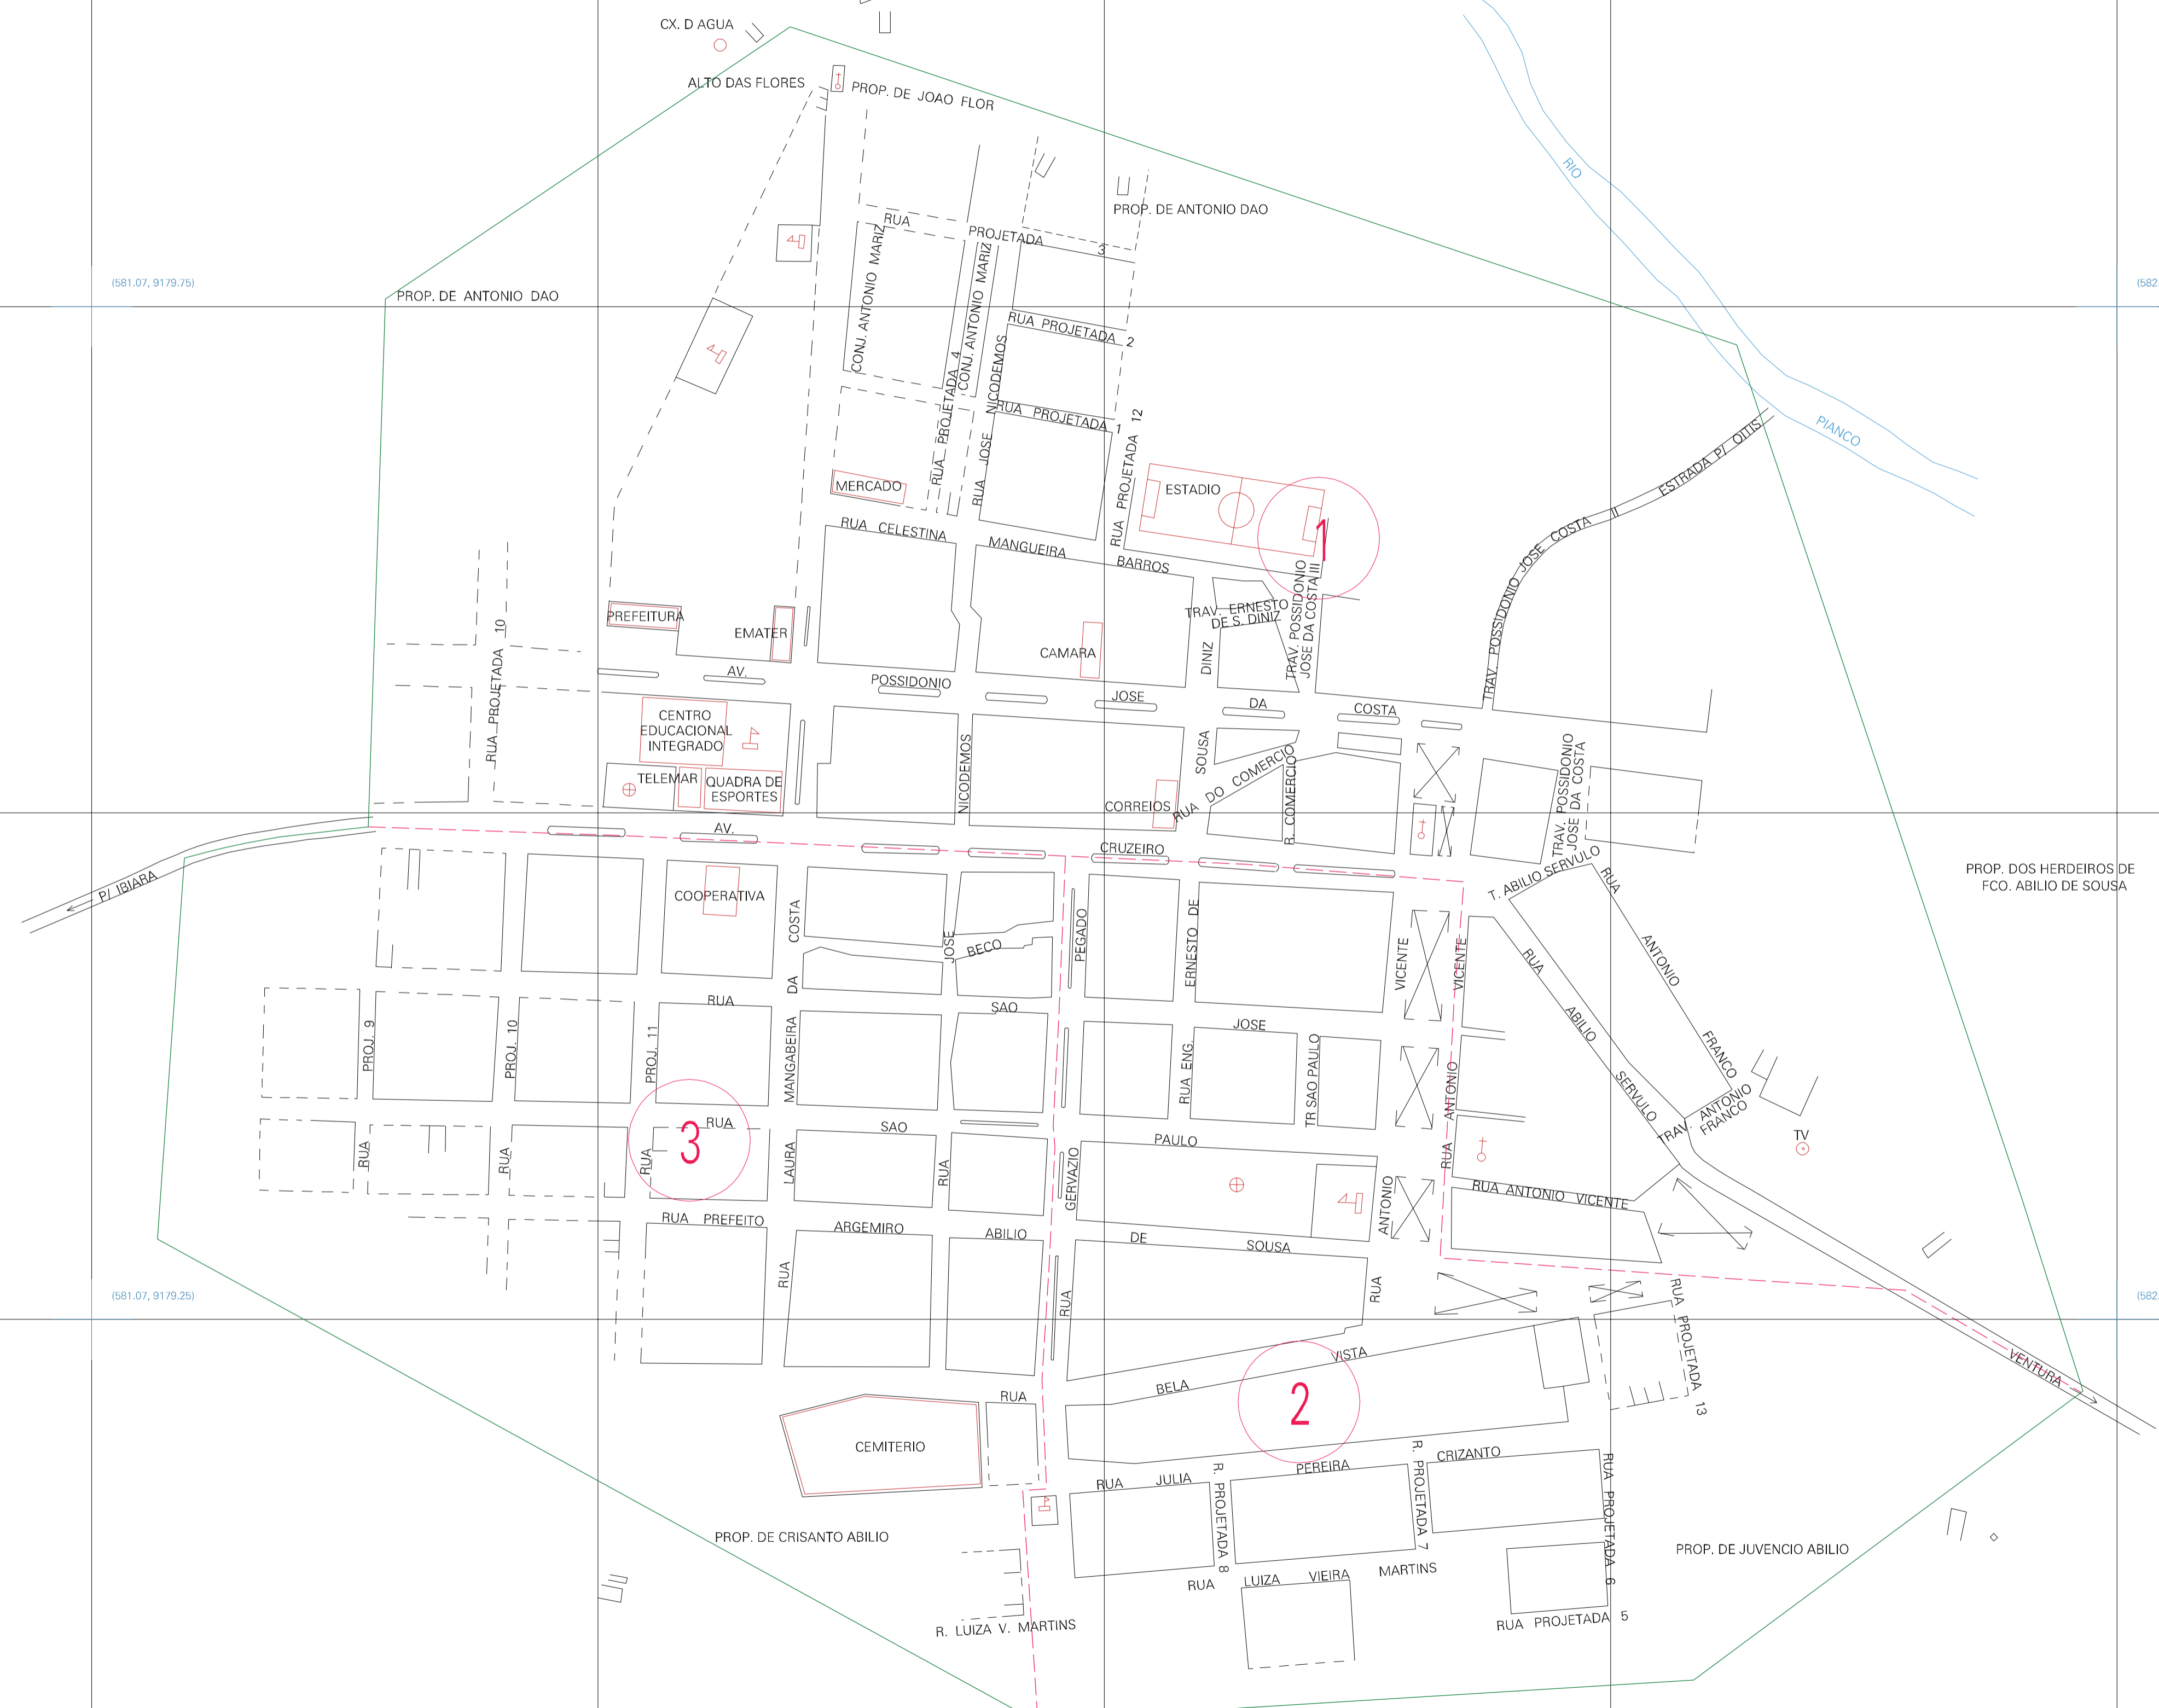 CX. D AGUA
ALTO DAS FLORES
PROP. DE JOAO FLOR
RIO
PROP. DE ANTONIO DAO
RUA PROJETADA 3
CONJ. ANTONIO MARIZ
CONJ. ANTONIO MARIZ
(581.07, 9179.75)
(582.
PROP. DE ANTONIO DAO
RUA PROJETADA 2
RUA PROJETADA 4
RUA JOSE NICODEMOS
RUA PROJETADA 1
RUA PROJETADA 12
PIANCO
ESTRADA P/ OITIS
MERCADO
ESTADIO
1
RUA CELESTINA MANGUEIRA BARROS
TRAV. POSSIDONIO JOSE COSTA II
TRAV. POSSIDONIO
JOSE DA COSTA III
TRAV. ERNESTO
DE S. DINIZ
PREFEITURA
EMATER
CAMARA
DINIZ
RUA PROJETADA 10
AV. POSSIDONIO JOSE DA COSTA
CENTRO
EDUCACIONAL
INTEGRADO
TELEMAR
QUADRA DE
ESPORTES
NICODEMOS
SOUSA
RUA DO COMERCIO
R. COMERCIO
CORREIOS
TRAV. POSSIDONIO
JOSE DA COSTA
AV. CRUZEIRO
P/ IBIARA
COOPERATIVA
T. ABILIO SERVULO
PROP. DOS HERDEIROS DE
FCO. ABILIO DE SOUSA
COSTA
JOSE
BECO
PEGADO
ERNESTO DE
VICENTE
VICENTE
RUA ABILIO SERVULO
RUA ANTONIO FRANCO
DA
RUA SAO JOSE
PROJ. 9
PROJ. 10
PROJ. 11
MANGABEIRA
RUA ENG.
TR SAO PAULO
ANTONIO
TRAV. ANTONIO
FRANCO
TV
3
RUA SAO PAULO
RUA
RUA
RUA
LAURA
RUA
GERVAZIO
ANTONIO
RUA
RUA ANTONIO VICENTE
RUA PREFEITO ARGEMIRO ABILIO DE SOUSA
RUA
RUA
RUA
RUA PROJETADA 13
(581.07, 9179.25)
(582.
VENTURA
RUA BELA VISTA
2
CEMITERIO
RUA JULIA PEREIRA CRIZANTO
R. PROJETADA 8
R. PROJETADA 7
RUA PROJETADA 6
PROP. DE CRISANTO ABILIO
PROP. DE JUVENCIO ABILIO
RUA LUIZA VIEIRA MARTINS
R. LUIZA V. MARTINS
RUA PROJETADA 5